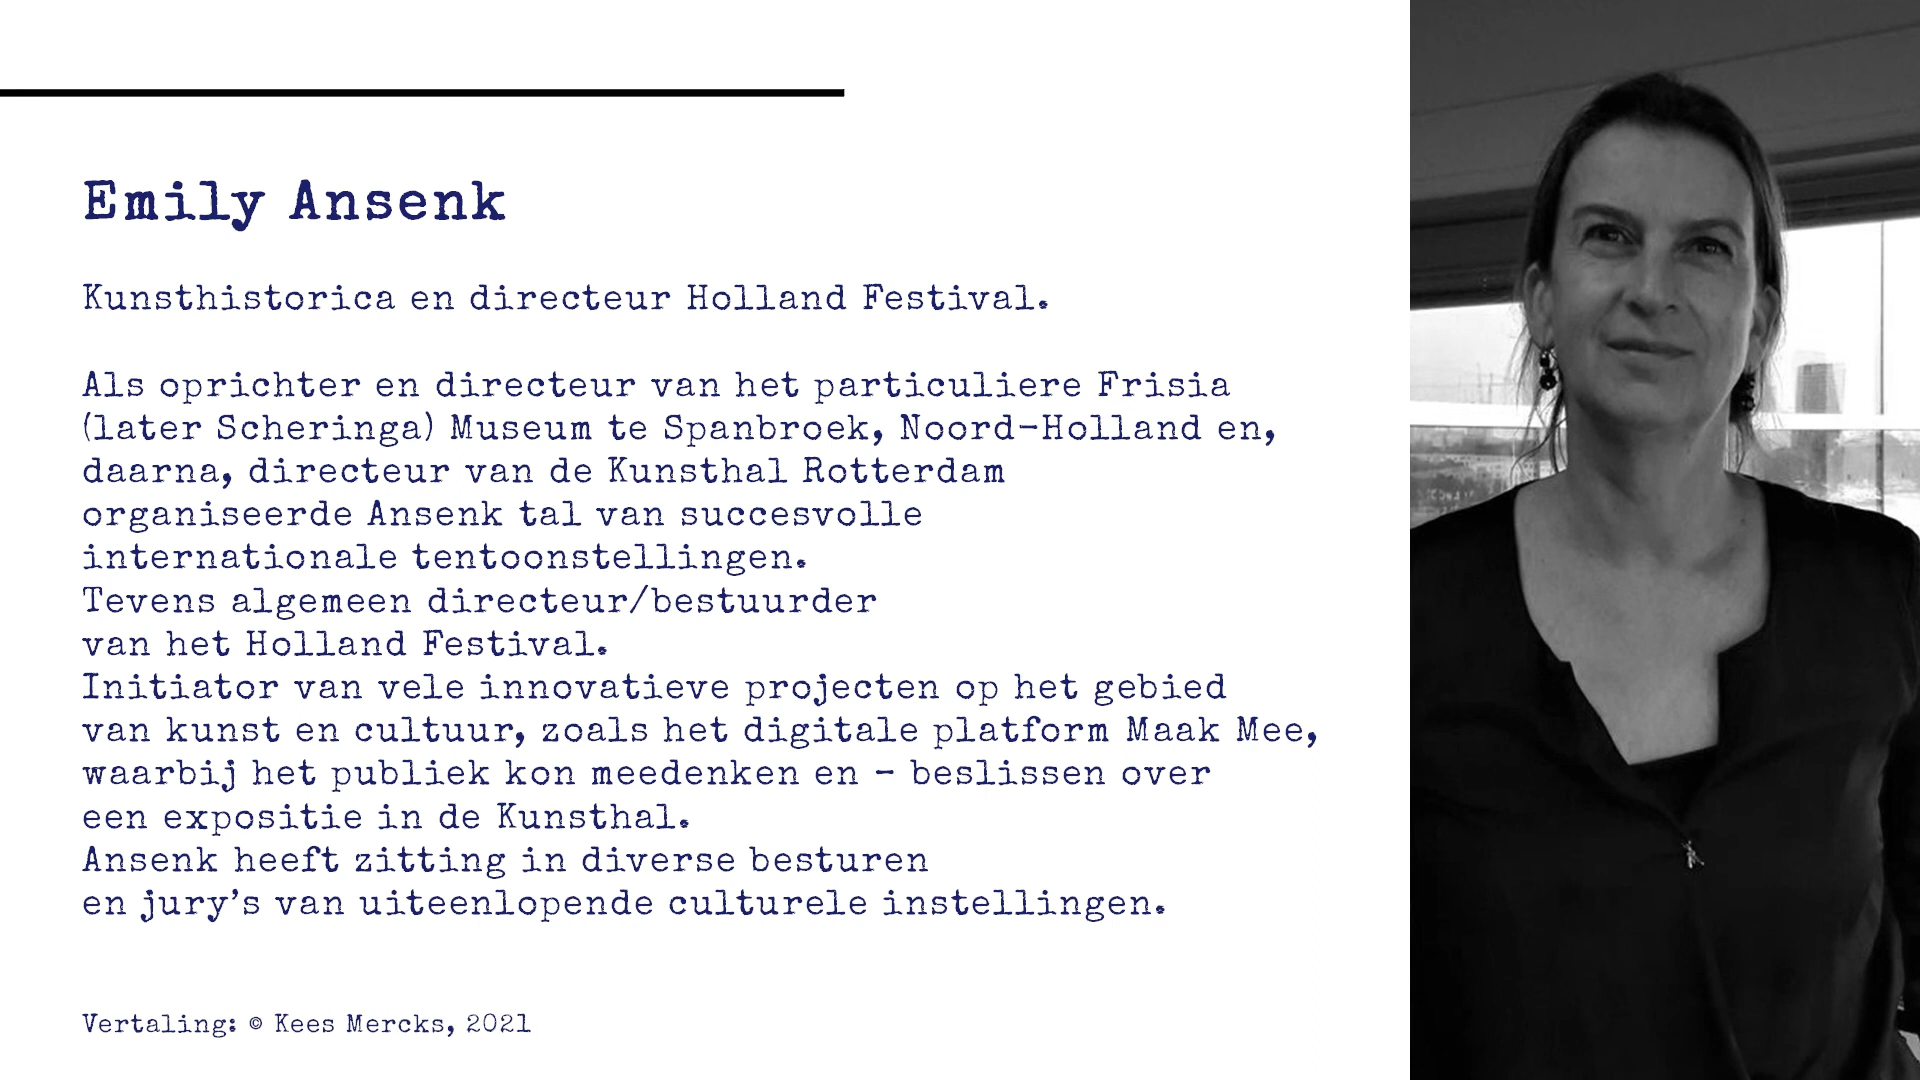 Emily Ansenk
Kunsthistorica en directeur Holland Festival.
Als oprichter en directeur van het particuliere Frisia
(later Scheringa) Museum te Spanbroek, Noord-Holland en,
daarna, directeur van de Kunsthal Rotterdam
organiseerde Ansenk tal van succesvolle
internationale tentoonstellingen.
Tevens algemeen directeur/bestuurder
van het Holland Festival.
Initiator van vele innovatieve projecten op het gebied
van kunst en cultuur, zoals het digitale platform Maak Mee,
waarbij het publiek kon meedenken en - beslissen over
een expositie in de Kunsthal.
Ansenk heeft zitting in diverse besturen
en jury’s van uiteenlopende culturele instellingen.
Vertaling: © Kees Mercks, 2021